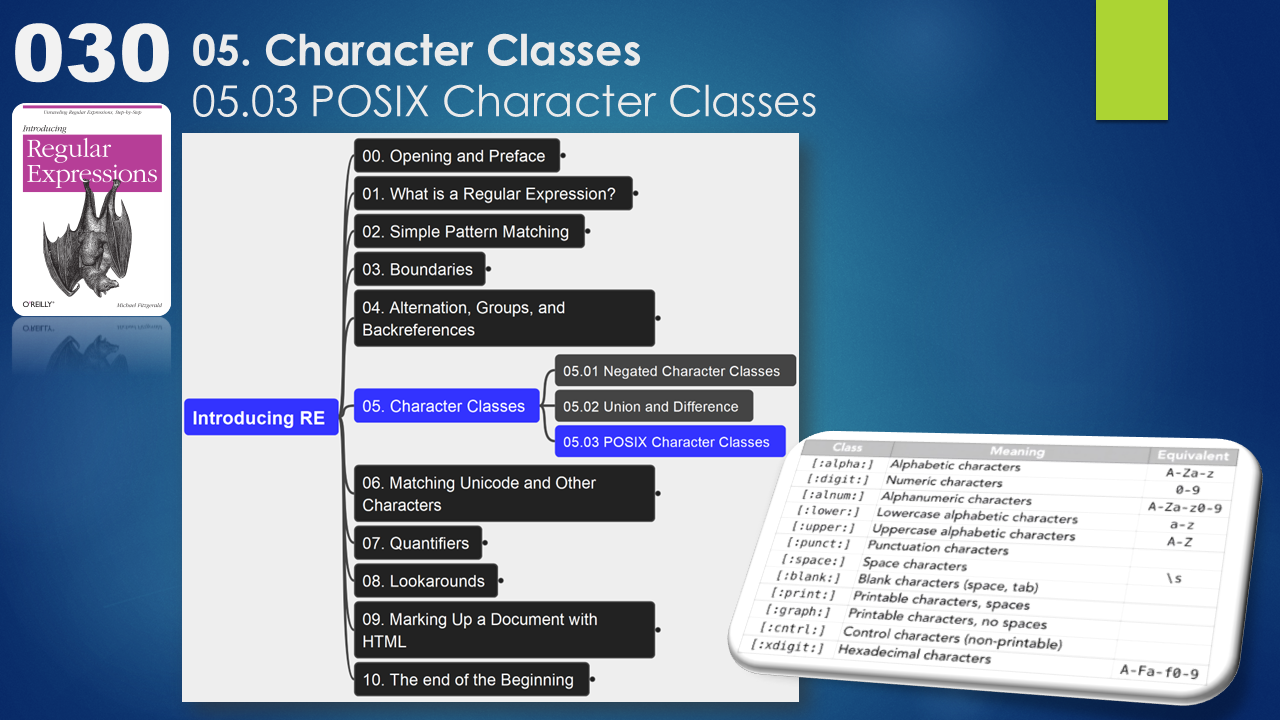 030
05. Character Classes
05.03 POSIX Character Classes
Unraveling Regular Expressions, Step-by-Step
Introducing
Regular
Expressions
O'REILLY®
Michael Fitzgerald
Introducing RE
00. Opening and Preface
01. What is a Regular Expression?
02. Simple Pattern Matching
03. Boundaries
04. Alternation, Groups, and
Backreferences
05. Character Classes
05.01 Negated Character Classes
05.02 Union and Difference
05.03 POSIX Character Classes
06. Matching Unicode and Other
Characters
07. Quantifiers
08. Lookarounds
09. Marking Up a Document with
HTML
10. The end of the Beginning
Class Meaning Equivalent
[:alpha:] Alphabetic characters A-Za-z
[:digit:] Numeric characters 0-9
[:alnum:] Alphanumeric characters A-Za-z0-9
[:lower:] Lowercase alphabetic characters a-z
[:upper:] Uppercase alphabetic characters A-Z
[:punct:] Punctuation characters
[:space:] Space characters \s
[:blank:] Blank characters (space, tab)
[:print:] Printable characters, spaces
[:graph:] Printable characters, no spaces
[:cntrl:] Control characters (non-printable)
[:xdigit:] Hexadecimal characters A-Fa-f0-9